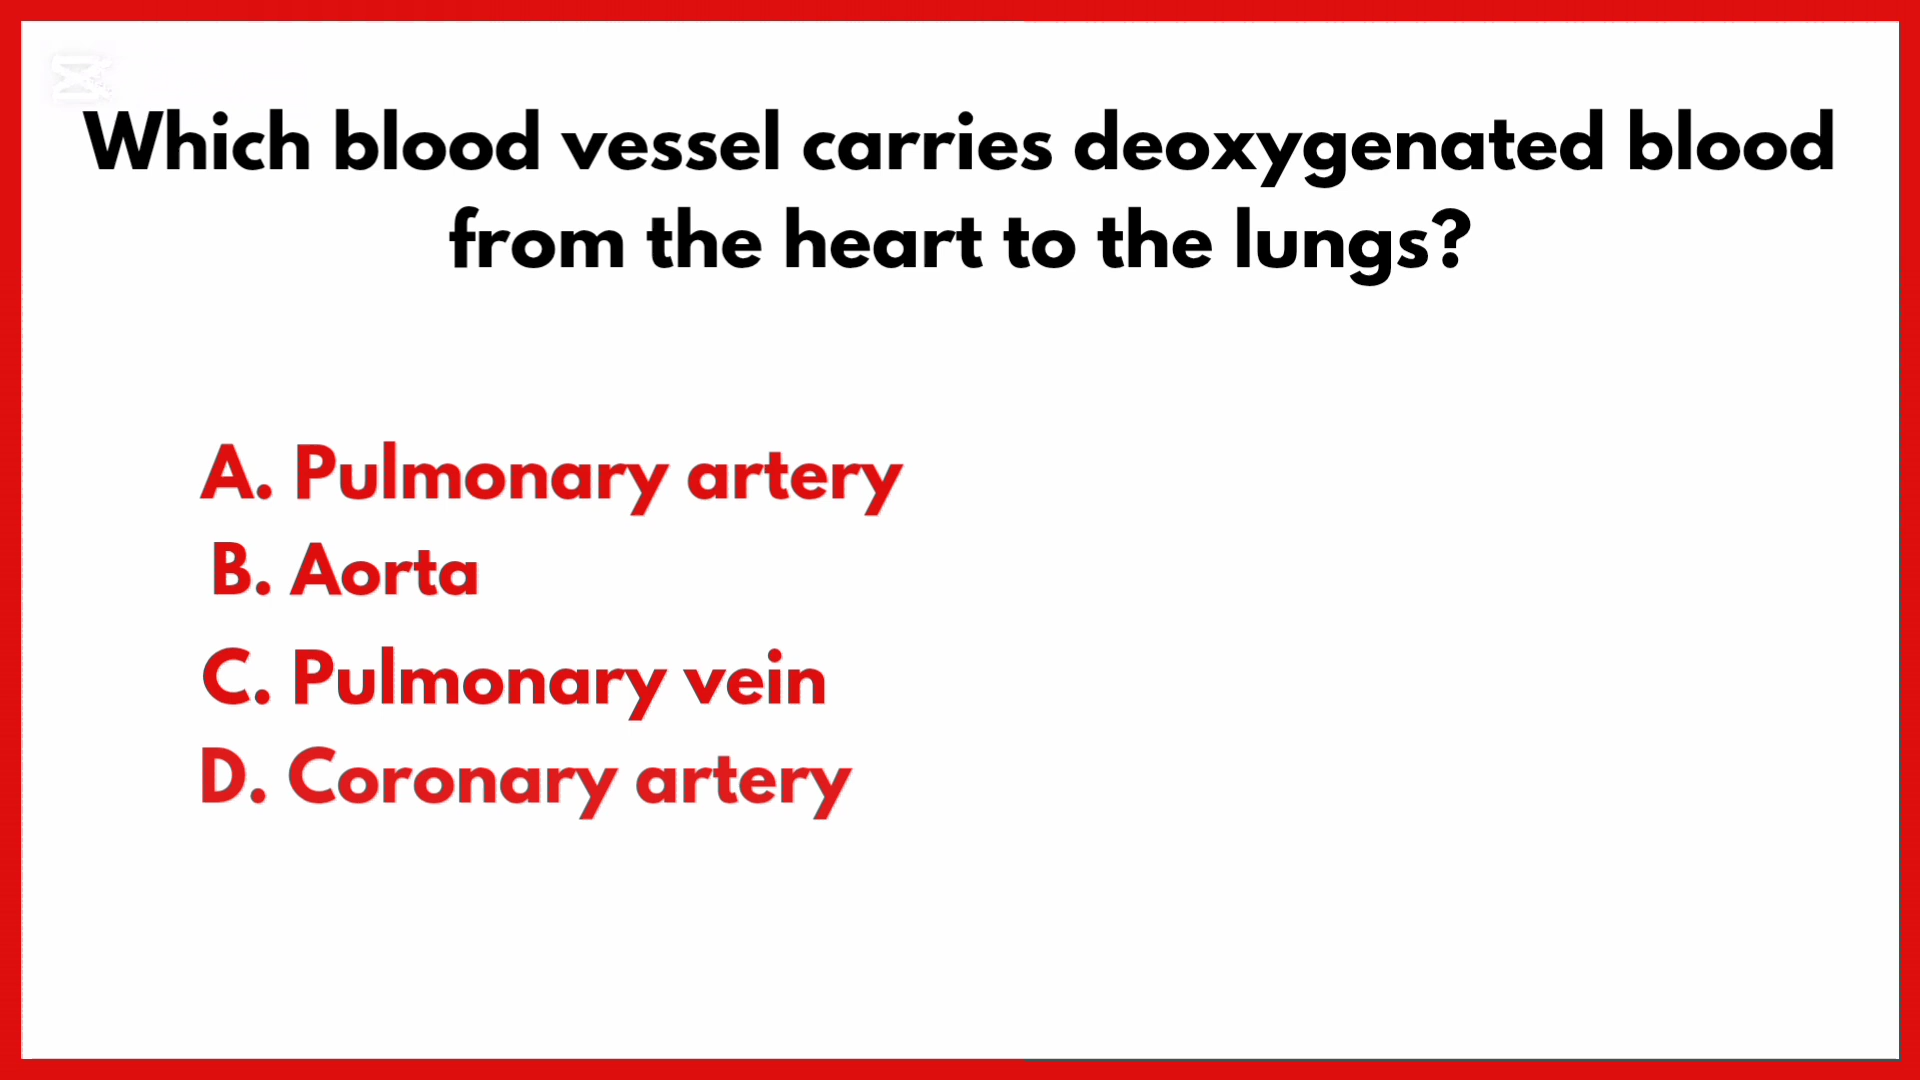 Which blood vessel carries deoxygenated blood
from the heart to the lungs?
A. Pulmonary artery
B. Aorta
C. Pulmonary vein
D. Coronary artery